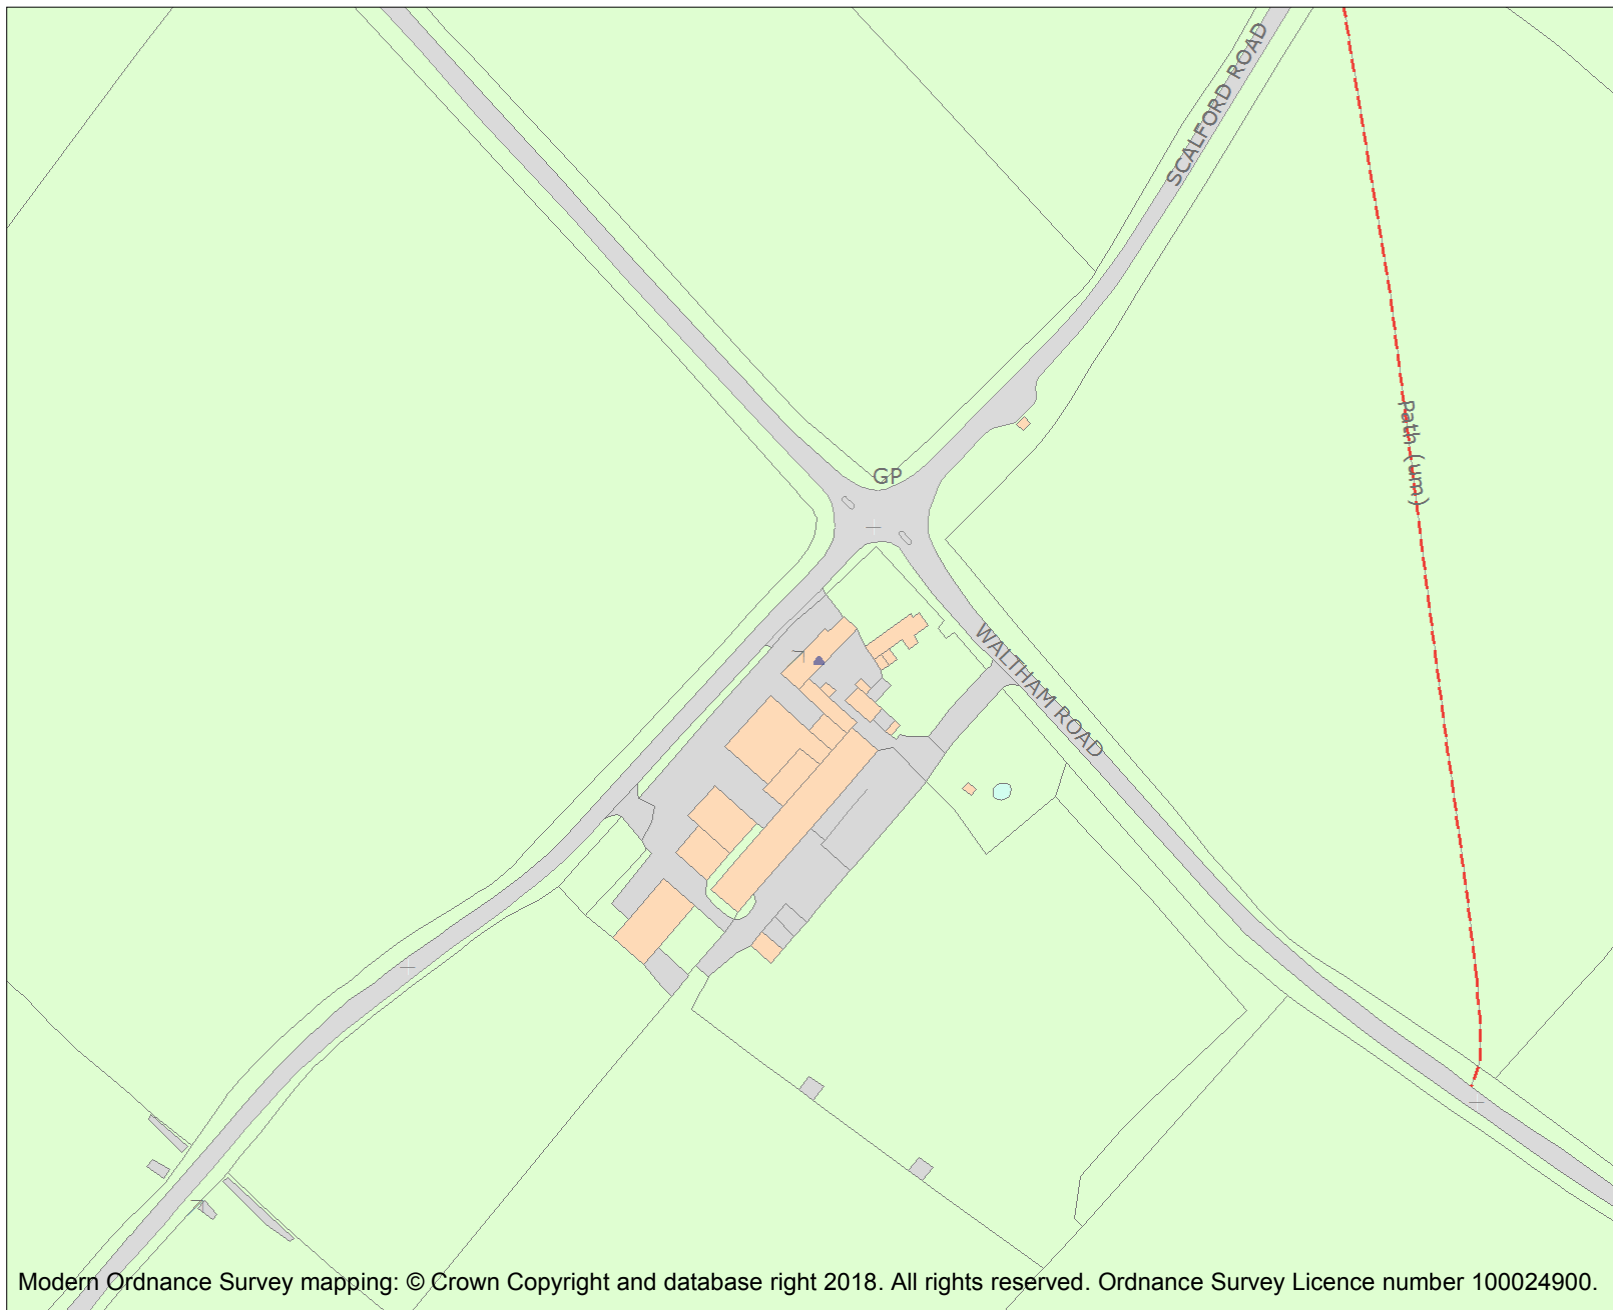 SCALFORD ROAD
Path (um)
GP
WALTHAM ROAD
Modern Ordnance Survey mapping: © Crown Copyright and database right 2018. All rights reserved. Ordnance Survey Licence number 100024900.